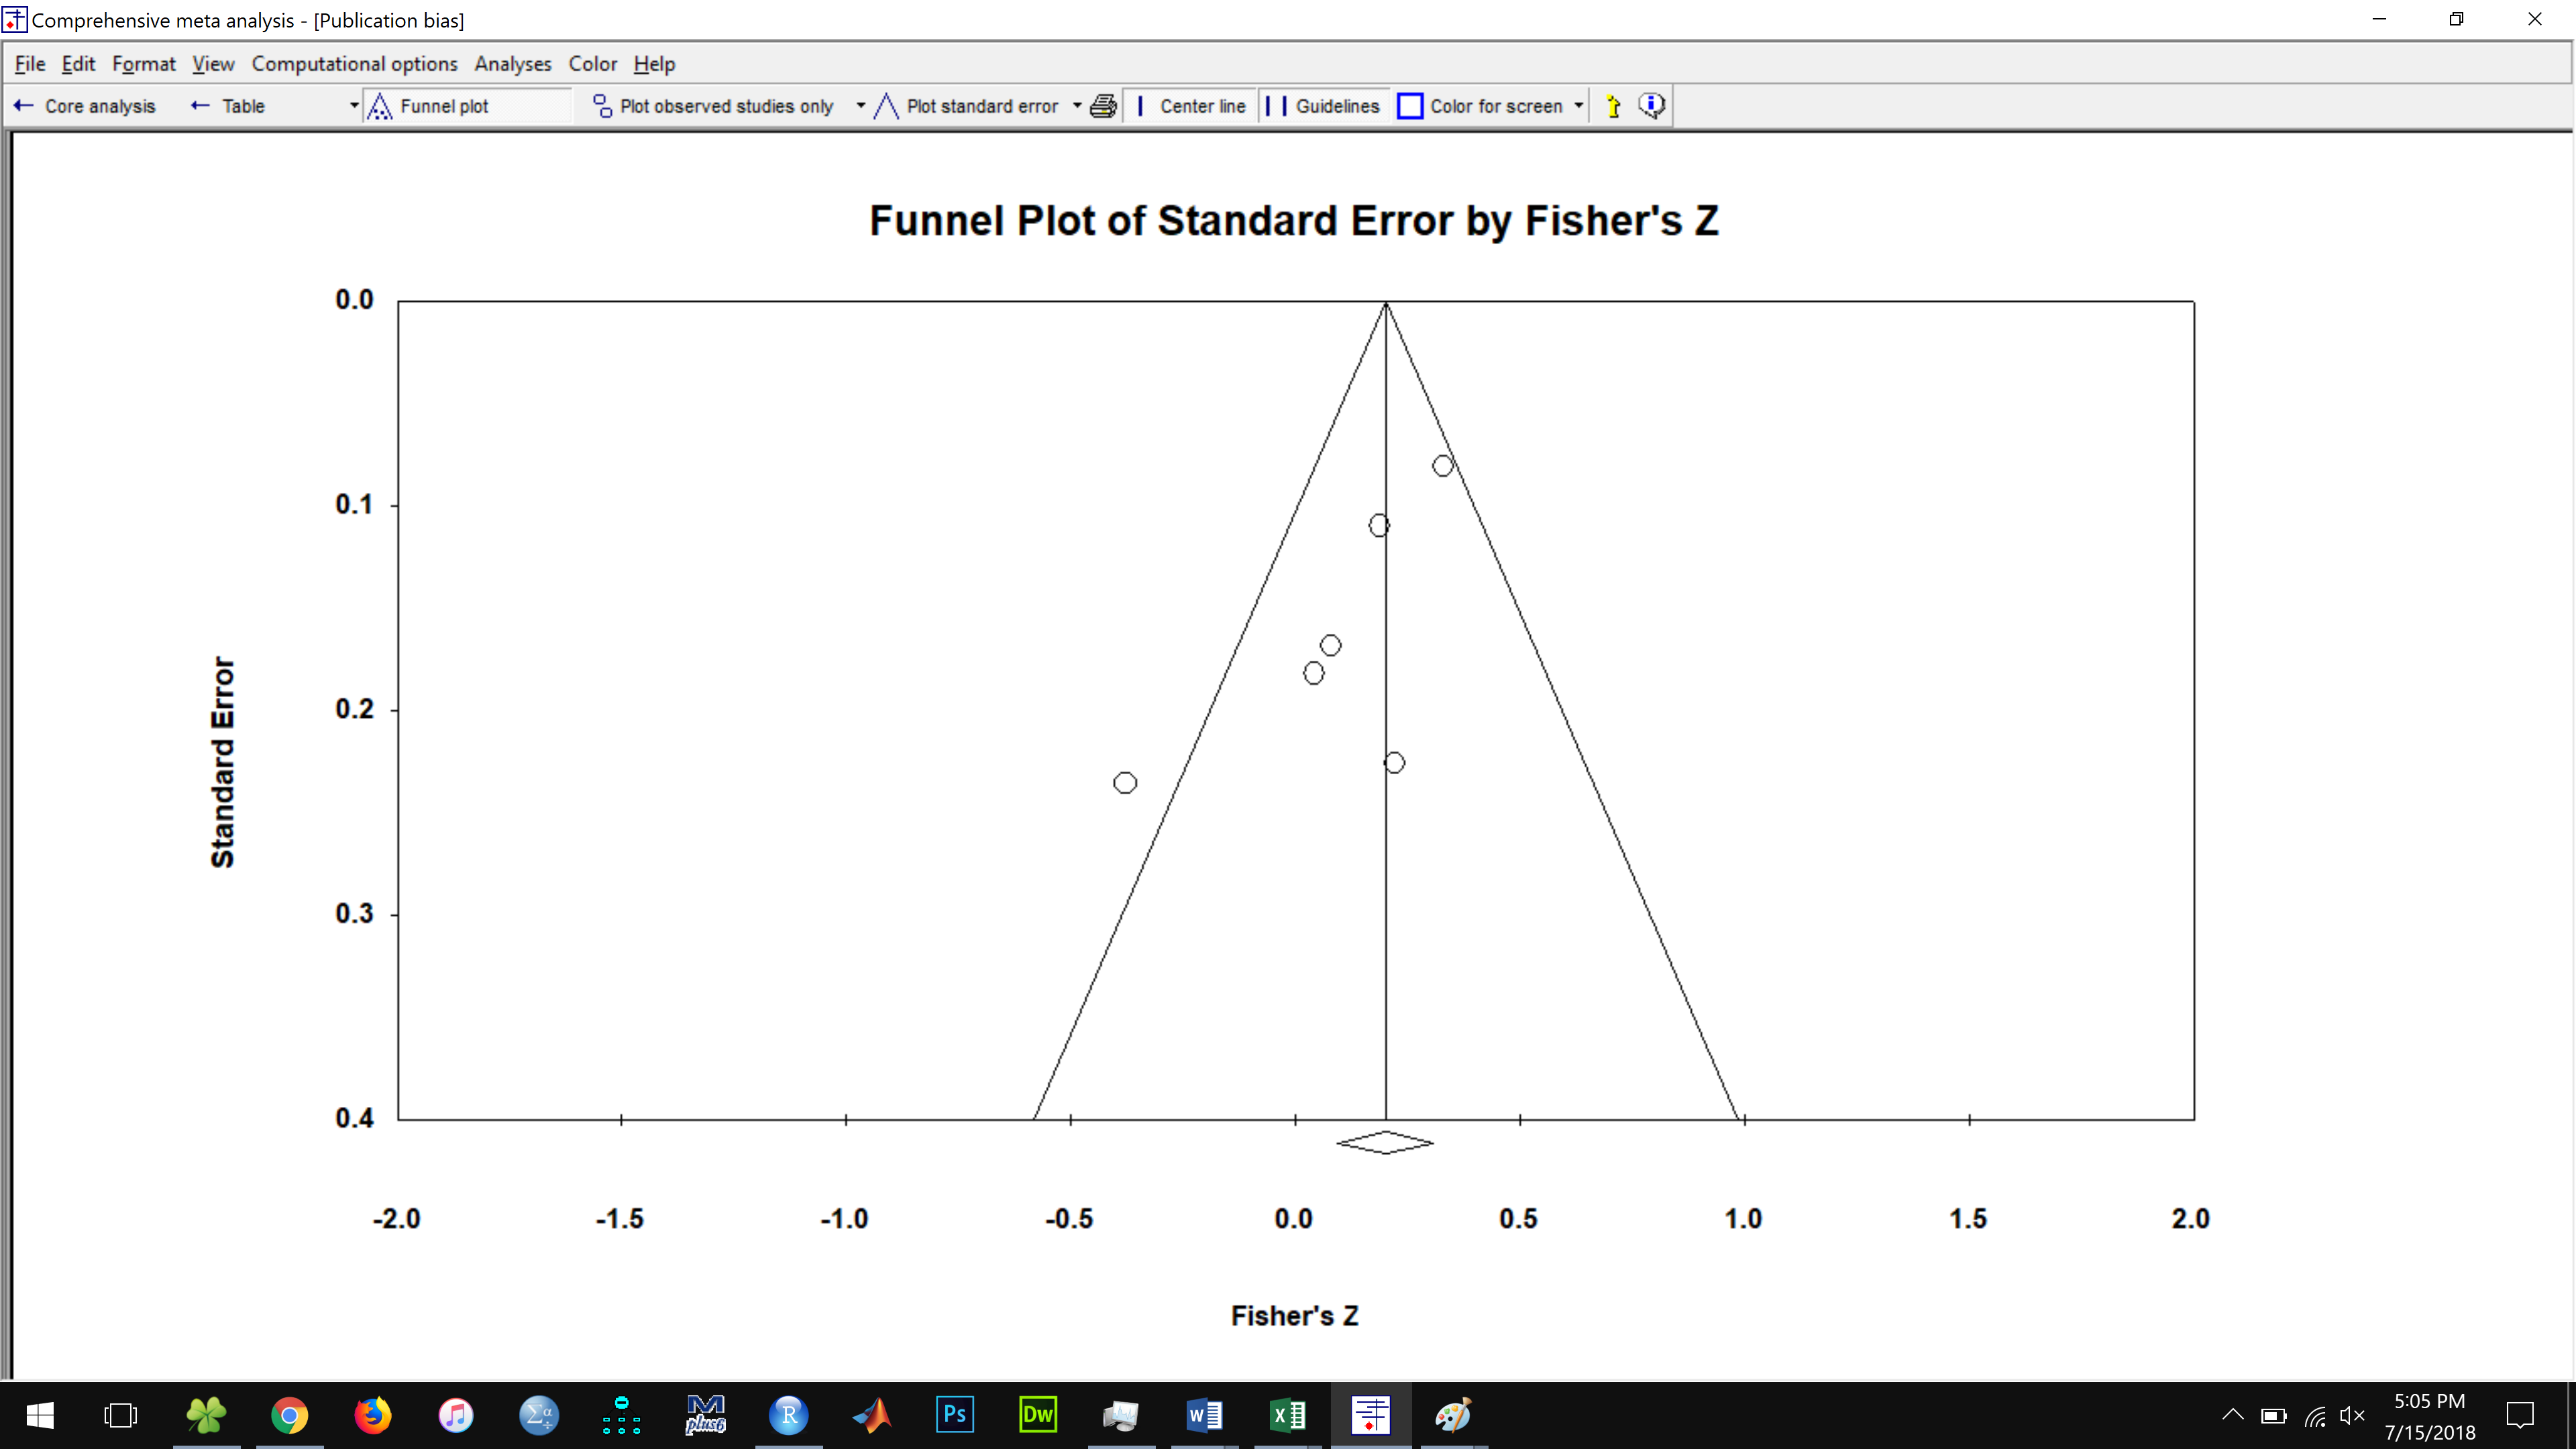 Comprehensive meta analysis - [Publication bias]
File Edit Format View Computational options Analyses Color Help
Core analysis Table Funnel plot Plot observed studies only Plot standard error Center line Guidelines Color for screen
Funnel Plot of Standard Error by Fisher's Z
0.0
0.1
0.2
0.3
0.4
Standard Error
-2.0 -1.5 -1.0 -0.5 0.0 0.5 1.0 1.5 2.0
Fisher's Z
Σα
M
plus6
R
Ps
Dw
W
X
5:05 PM
7/15/2018